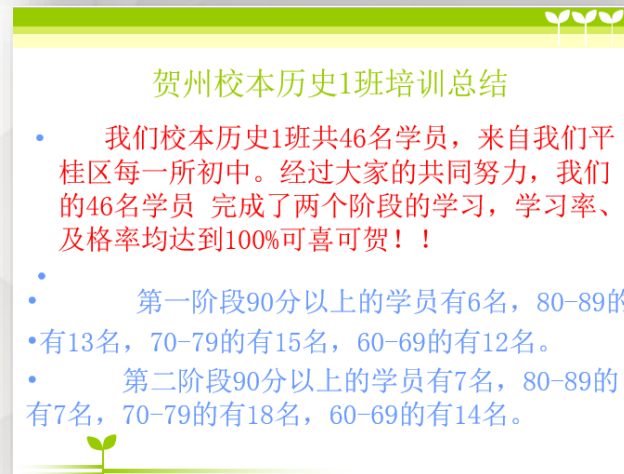 贺州校本历史1班培训总结
• 我们校本历史1班共46名学员，来自我们平
桂区每一所初中。经过大家的共同努力，我们
的46名学员 完成了两个阶段的学习，学习率、
及格率均达到100%可喜可贺！！
•
• 第一阶段90分以上的学员有6名，80-89的
•有13名，70-79的有15名，60-69的有12名。
• 第二阶段90分以上的学员有7名，80-89的
有7名，70-79的有18名，60-69的有14名。